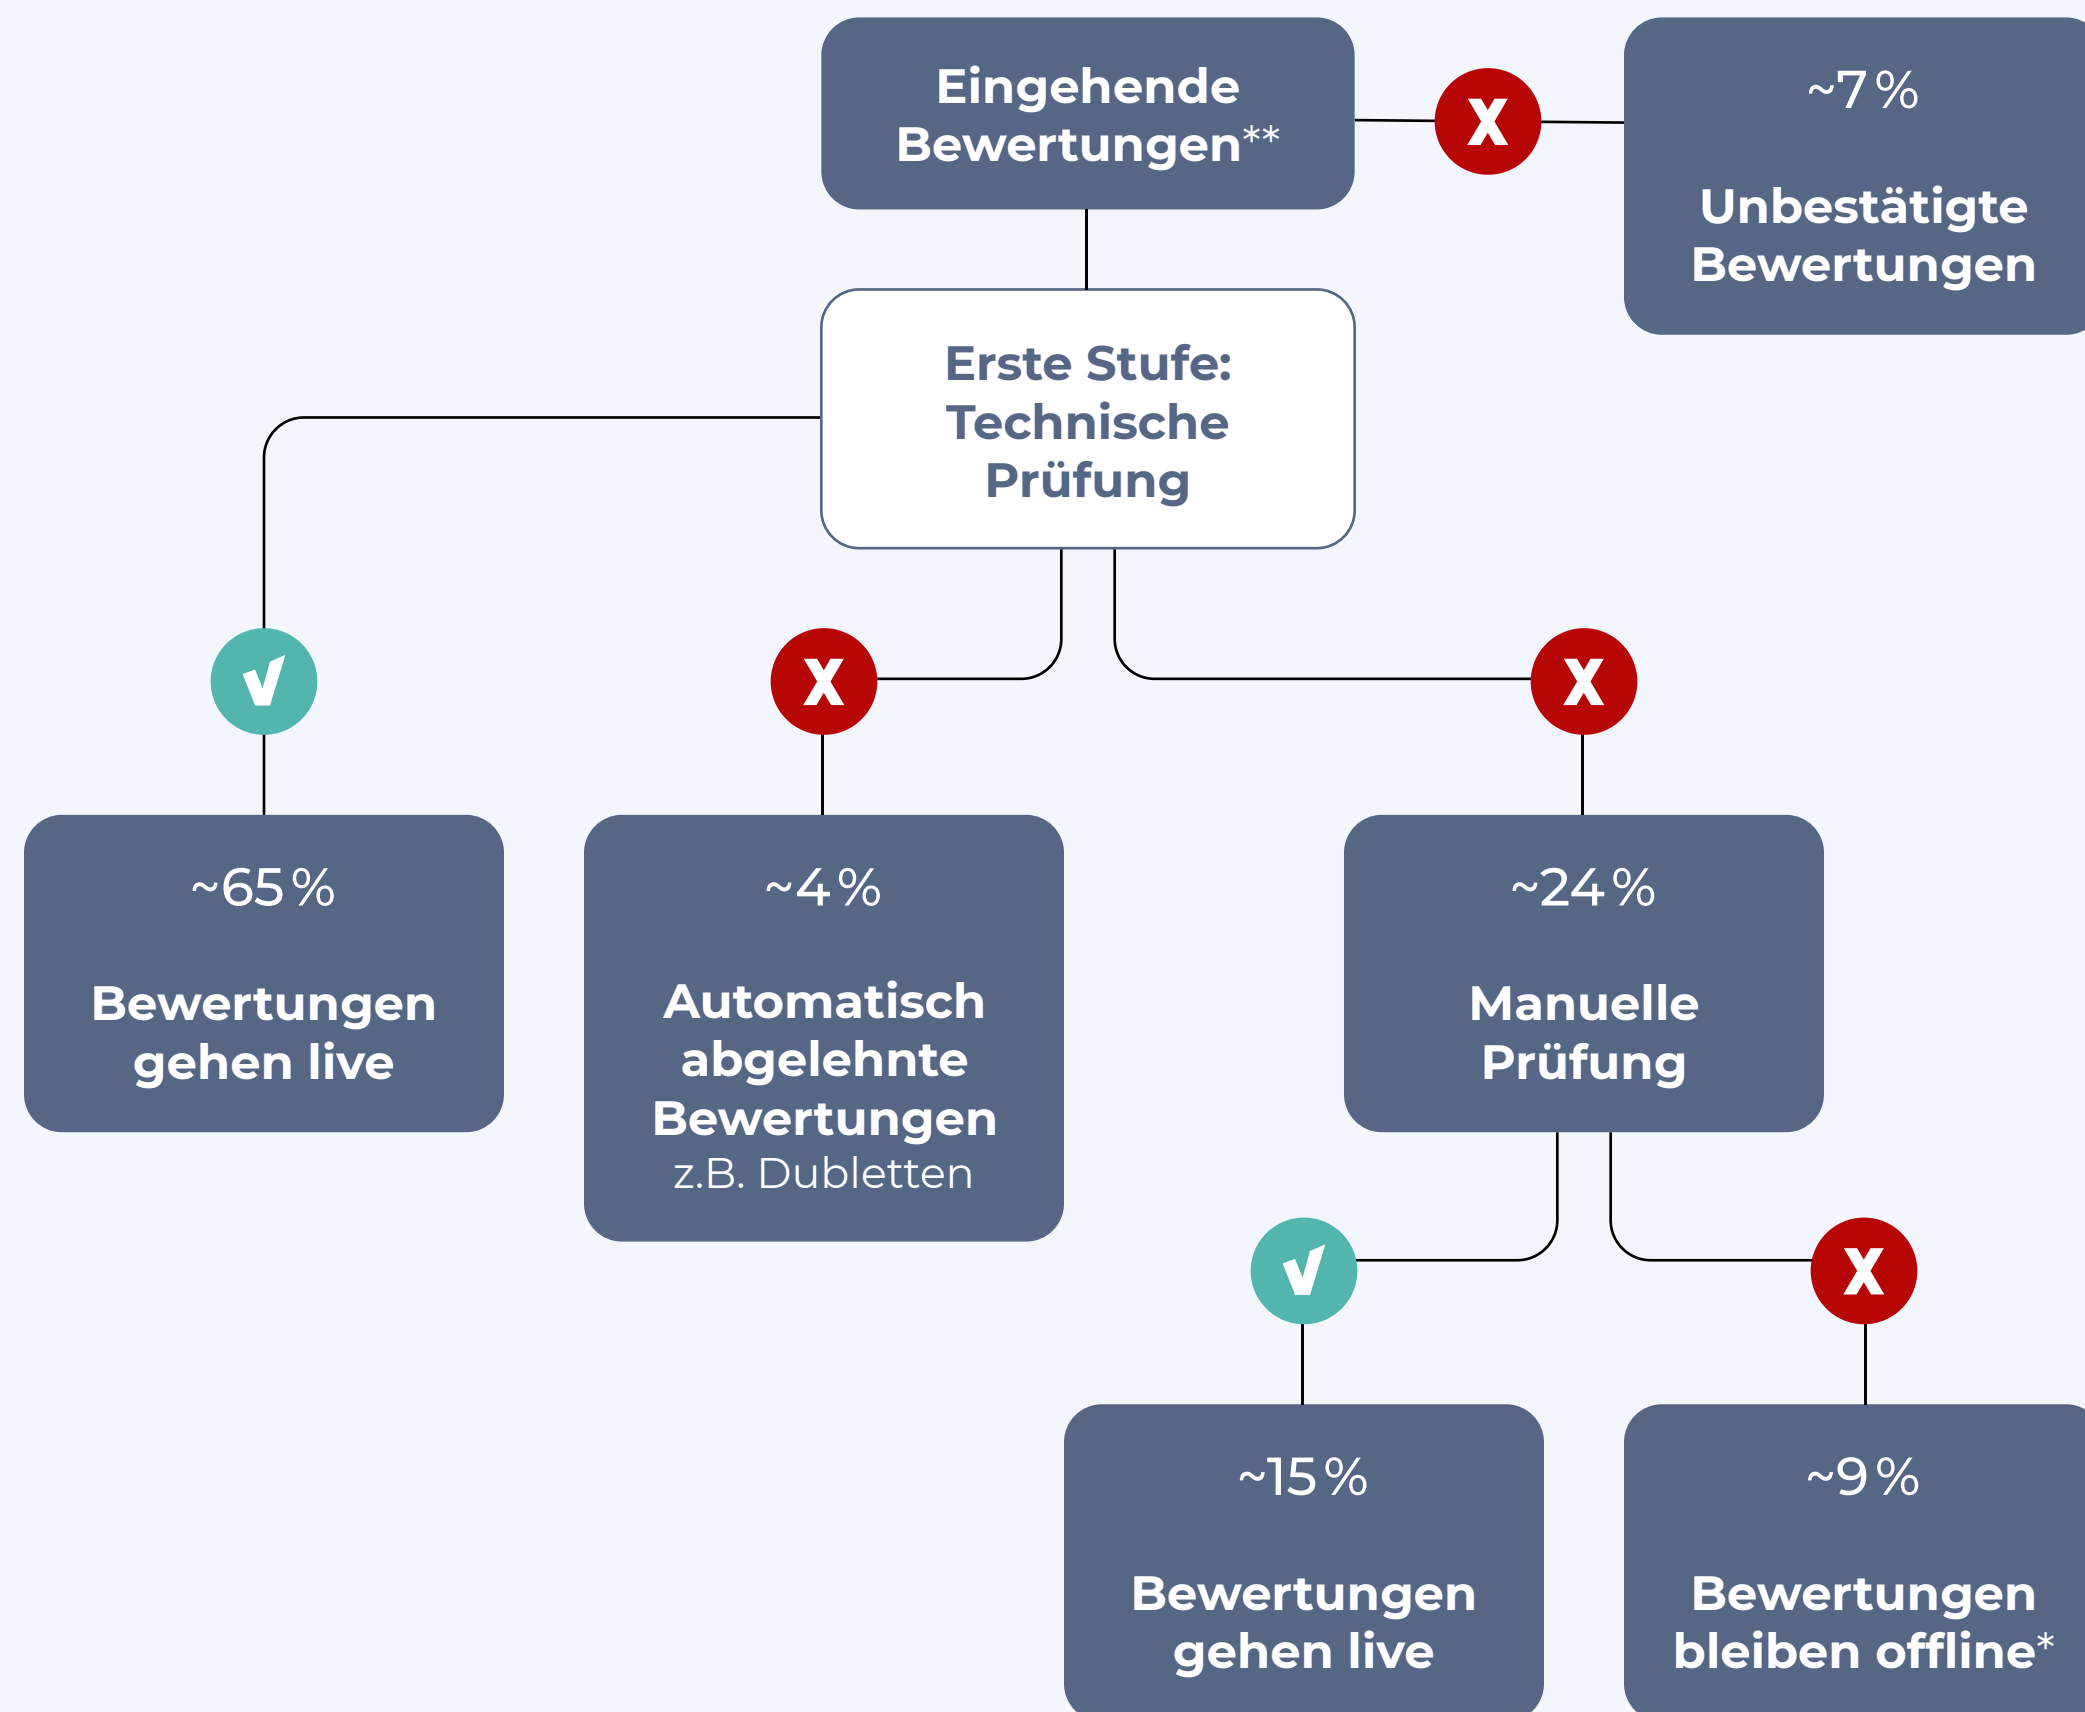 Eingehende
Bewertungen**
~7 %
Unbestätigte
Bewertungen
Erste Stufe:
Technische
Prüfung
~65 %
Bewertungen
gehen live
~4 %
Automatisch
abgelehnte
Bewertungen
z.B. Dubletten
~24 %
Manuelle
Prüfung
~15 %
Bewertungen
gehen live
~9 %
Bewertungen
bleiben offline*